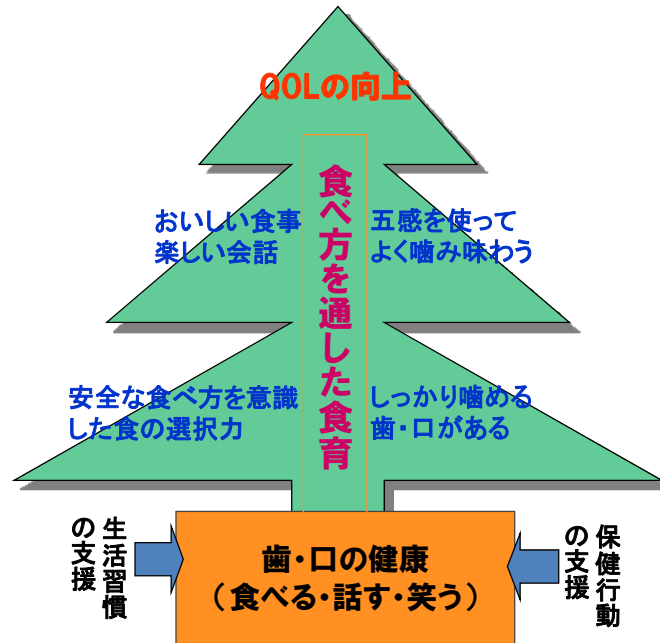 QOLの向上
食べ方を通した食育
おいしい食事
楽しい会話
五感を使って
よく噛み味わう
安全な食べ方を意識
した食の選択力
しっかり噛める
歯・口がある
生活習慣
の支援
歯・口の健康
（食べる・話す・笑う）
保健行動
の支援